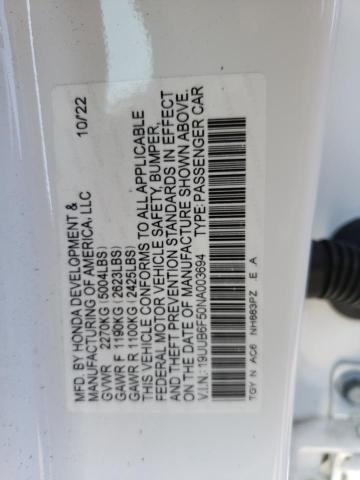 MFD. BY HONDA DEVELOPMENT & 10/22
MANUFACTURING OF AMERICA, LLC
GVWR 2270KG (5004LBS)
GAWR F 1190KG (2623LBS)
GAWR R 1100KG (2425LBS)
THIS VEHICLE CONFORMS TO ALL APPLICABLE
FEDERAL MOTOR VEHICLE SAFETY, BUMPER,
AND THEFT PREVENTION STANDARDS IN EFFECT
ON THE DATE OF MANUFACTURE SHOWN ABOVE.
V.I.N.: 19UUB6F50NA003694 TYPE: PASSENGER CAR
TGY N AC6 NH883PZ E A